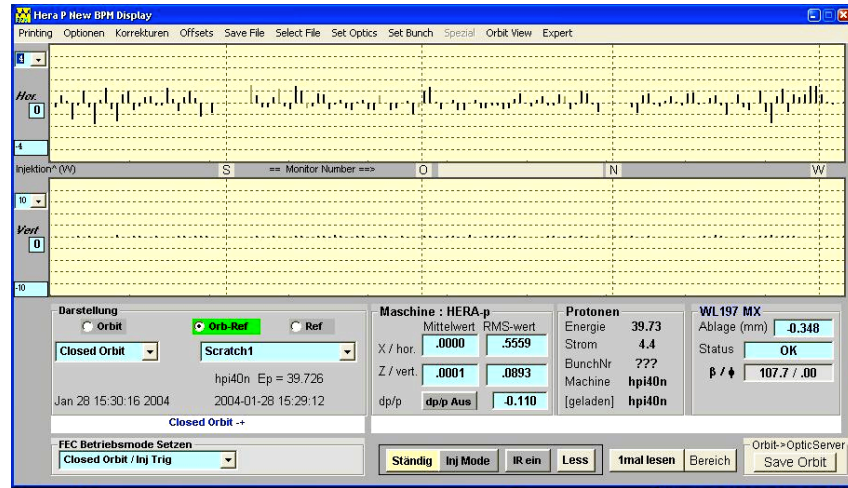 Hera P New BPM Display
Printing Optionen Korrekturen Offsets Save File Select File Set Optics Set Bunch Spezial Orbit View Expert
4
Hor.
0
-4
Injektion^ (W) S == Monitor Number ==> O N W
10
Vert
0
-10
Darstellung
Orbit Orb-Ref Ref
Closed Orbit Scratch1
hpi40n Ep = 39.726
Jan 28 15:30:16 2004 2004-01-28 15:29:12
Closed Orbit -+
Maschine : HERA-p
Mittelwert RMS-wert
X / hor. .0000 .5559
Z / vert. .0001 .0893
dp/p dp/p Aus -0.110
Protonen
Energie 39.73
Strom 4.4
BunchNr ???
Machine hpi40n
[geladen] hpi40n
WL197 MX
Ablage (mm) -0.348
Status OK
β / ϕ 107.7 / .00
FEC Betriebsmode Setzen
Closed Orbit / Inj Trig
Ständig Inj Mode IR ein Less 1mal lesen Bereich
Orbit->OpticServer
Save Orbit